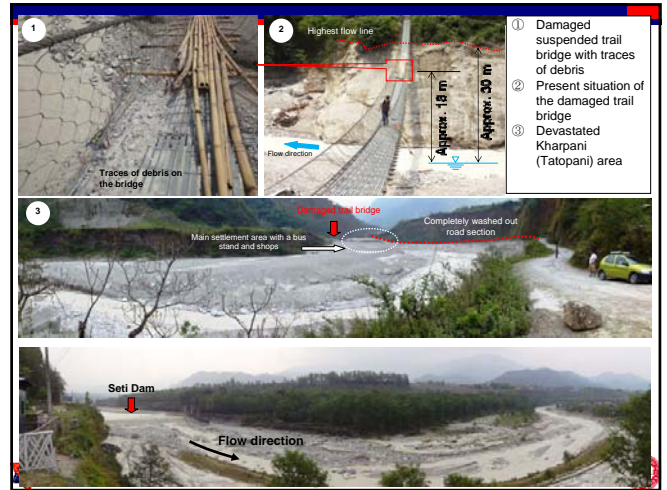 1
Traces of debris on
the bridge
2
Highest flow line
Approx. 13 m
Approx. 30 m
Flow direction
① Damaged
suspended trail
bridge with traces
of debris
② Present situation of
the damaged trail
bridge
③ Devastated
Kharpani
(Tatopani) area
3
Damaged trail bridge
Main settlement area with a bus
stand and shops
Completely washed out
road section
Seti Dam
Flow direction